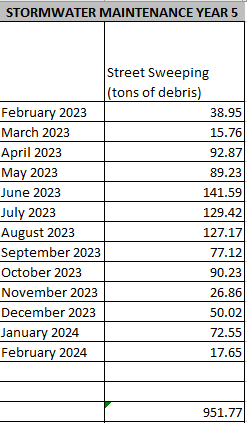 STORMWATER MAINTENANCE YEAR 5
Street Sweeping
(tons of debris)
February 2023 38.95
March 2023 15.76
April 2023 92.87
May 2023 89.23
June 2023 141.59
July 2023 129.42
August 2023 127.17
September 2023 77.12
October 2023 90.23
November 2023 26.86
December 2023 50.02
January 2024 72.55
February 2024 17.65
951.77